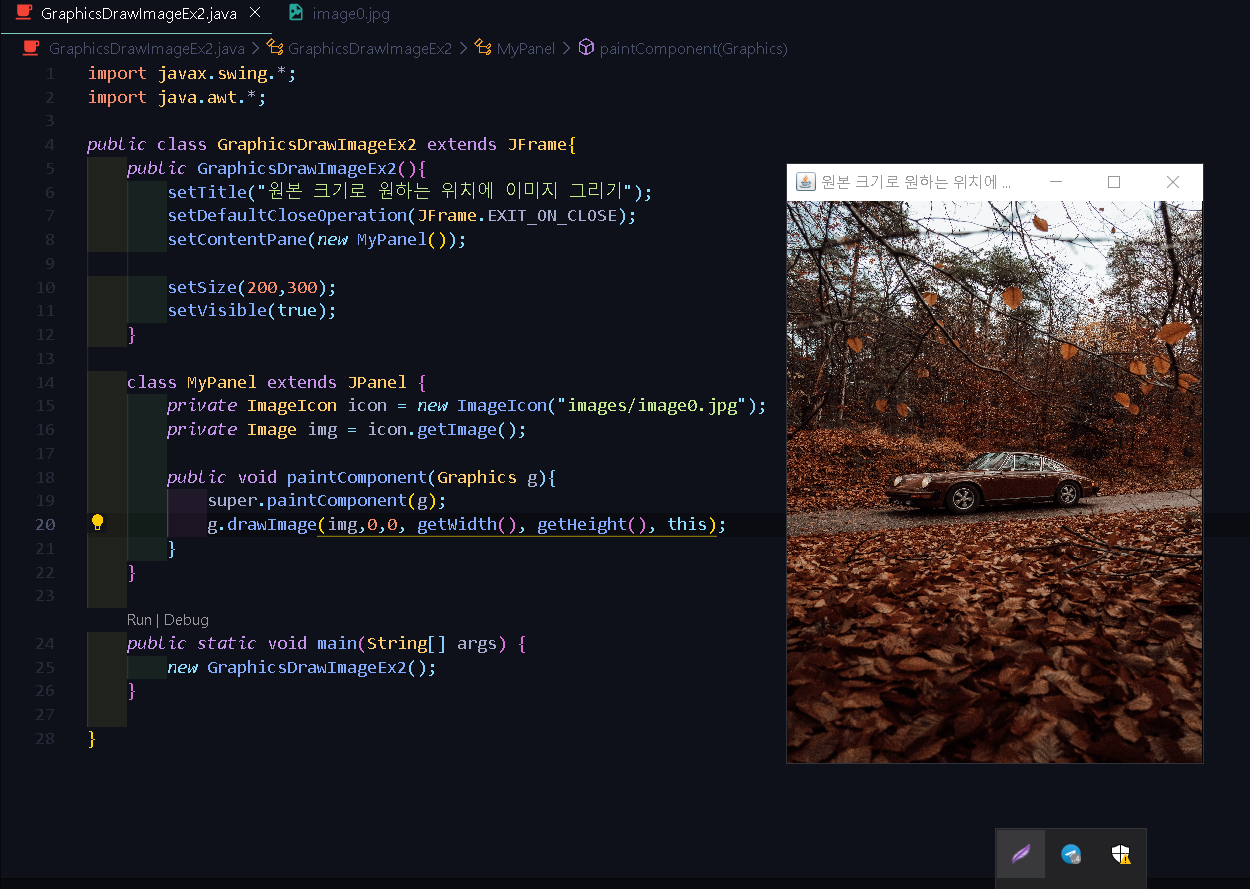 GraphicsDrawImageEx2.java
image0.jpg
GraphicsDrawImageEx2.java > GraphicsDrawImageEx2 > MyPanel > paintComponent(Graphics)
1 import javax.swing.*;
2 import java.awt.*;
3
4 public class GraphicsDrawImageEx2 extends JFrame{
5 public GraphicsDrawImageEx2(){
6 setTitle("원본 크기로 원하는 위치에 이미지 그리기");
7 setDefaultCloseOperation(JFrame.EXIT_ON_CLOSE);
8 setContentPane(new MyPanel());
9
10 setSize(200,300);
11 setVisible(true);
12 }
13
14 class MyPanel extends JPanel {
15 private ImageIcon icon = new ImageIcon("images/image0.jpg");
16 private Image img = icon.getImage();
17
18 public void paintComponent(Graphics g){
19 super.paintComponent(g);
20 g.drawImage(img,0,0, getWidth(), getHeight(), this);
21 }
22 }
23
Run | Debug
24 public static void main(String[] args) {
25 new GraphicsDrawImageEx2();
26 }
27
28 }
원본 크기로 원하는 위치에 ...